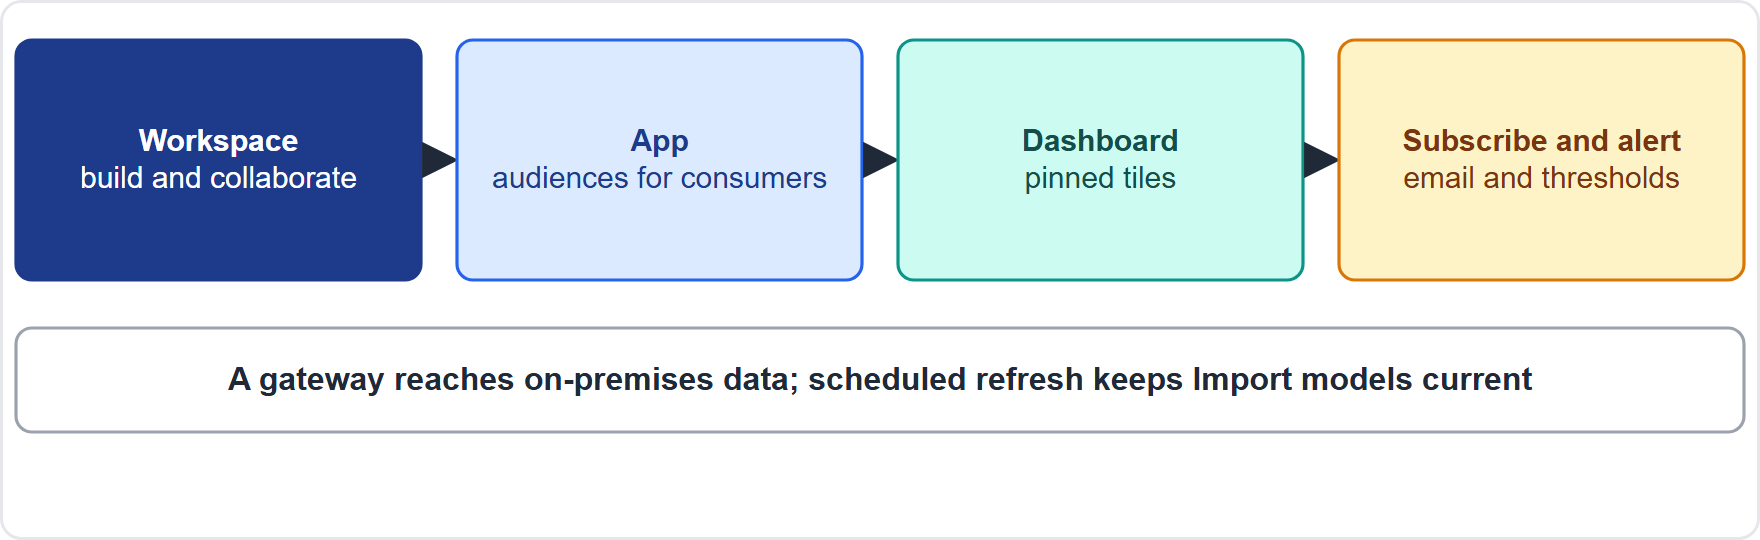 Workspace
build and collaborate
App
audiences for consumers
Dashboard
pinned tiles
Subscribe and alert
email and thresholds
A gateway reaches on-premises data; scheduled refresh keeps Import models current